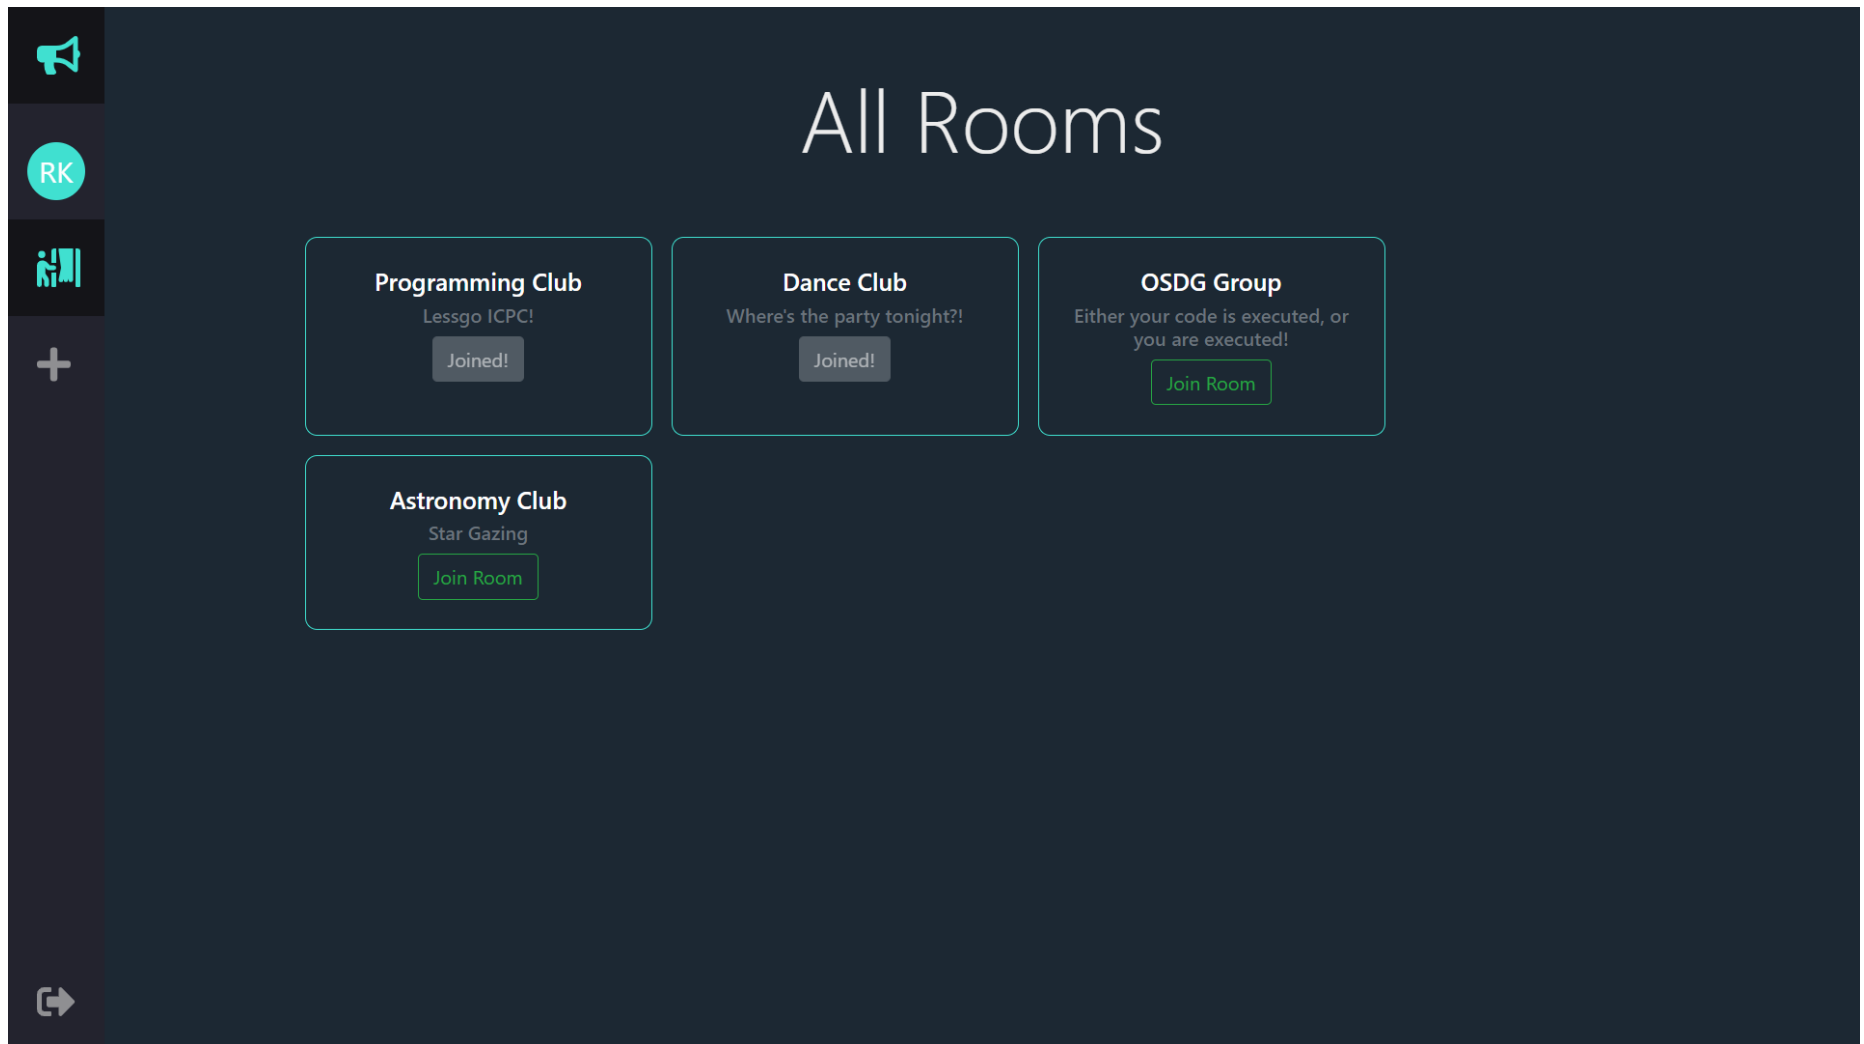 All Rooms
RK
Programming Club
Lessgo ICPC!
Joined!
Dance Club
Where's the party tonight?!
Joined!
OSDG Group
Either your code is executed, or
you are executed!
Join Room
Astronomy Club
Star Gazing
Join Room